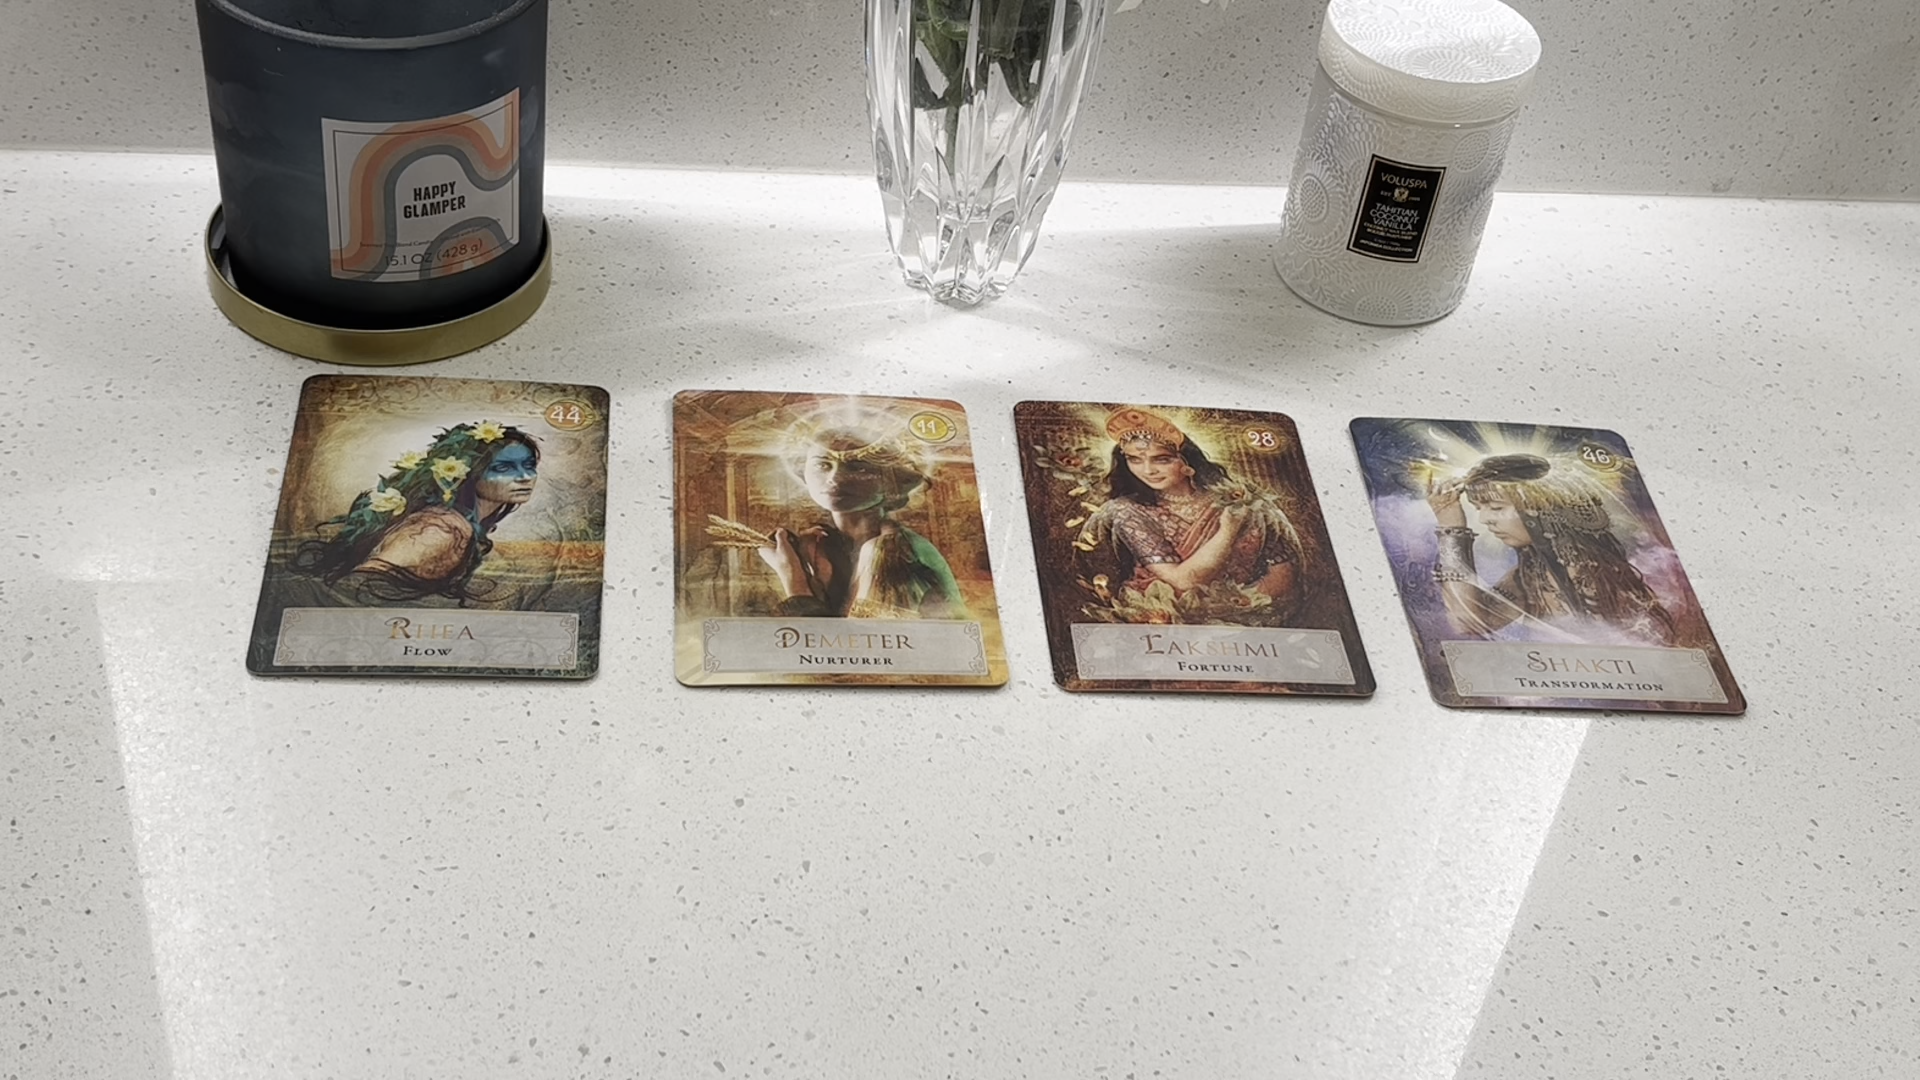 HAPPY
GLAMPER
15.1 OZ (428 g)
VOLUSPA
TAHITIAN
COCONUT
VANILLA
44
RHEA
FLOW
11
DEMETER
NURTURER
28
LAKSHMI
FORTUNE
46
SHAKTI
TRANSFORMATION